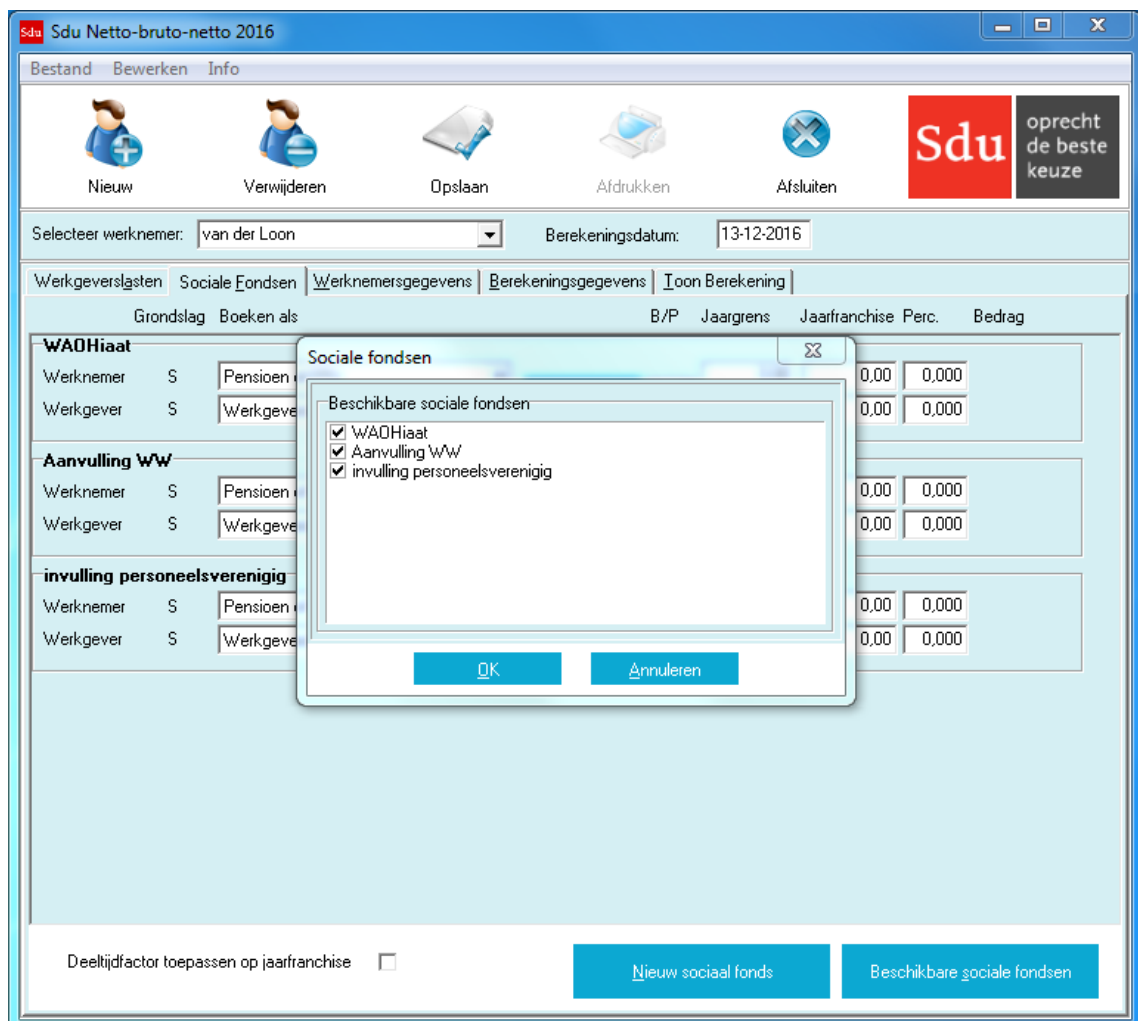 Sdu Sdu Netto-bruto-netto 2016
Bestand Bewerken Info
Nieuw Verwijderen Opslaan Afdrukken Afsluiten
Sdu
oprecht
de beste
keuze
Selecteer werknemer: van der Loon Berekeningsdatum: 13-12-2016
Werkgeverslasten Sociale Fondsen Werknemersgegevens Berekeningsgegevens Toon Berekening
Grondslag Boeken als B/P Jaargrens Jaarfranchise Perc. Bedrag
WAOHiaat
Werknemer S Pensioen 0,00 0,000
Werkgever S Werkgeve 0,00 0,000
Aanvulling WW
Werknemer S Pensioen 0,00 0,000
Werkgever S Werkgeve 0,00 0,000
invulling personeelsverenigig
Werknemer S Pensioen 0,00 0,000
Werkgever S Werkgeve 0,00 0,000
Sociale fondsen
Beschikbare sociale fondsen
WAOHiaat
Aanvulling WW
invulling personeelsverenigig
OK Annuleren
Deeltijdfactor toepassen op jaarfranchise
Nieuw sociaal fonds Beschikbare sociale fondsen